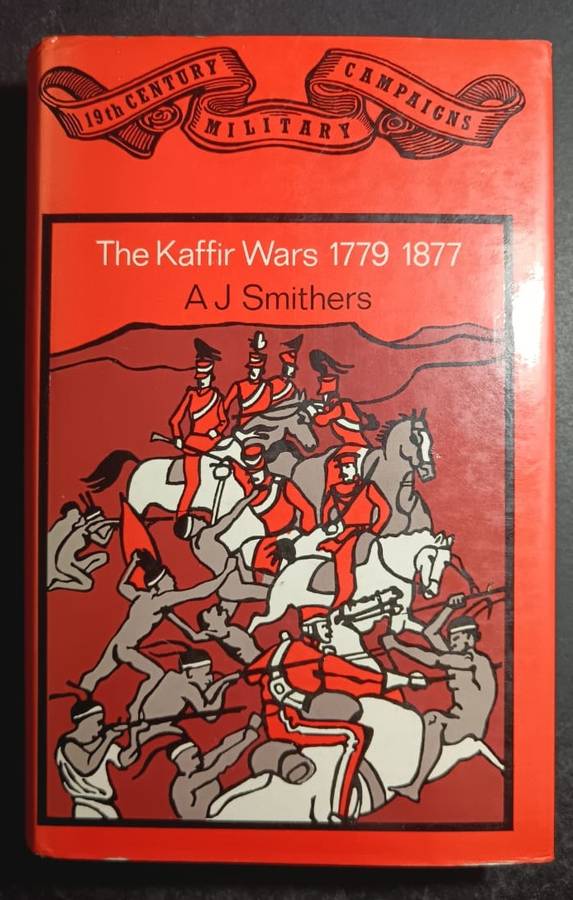 19th CENTURY MILITARY CAMPAIGNS
The Kaffir Wars 1779 1877
A J Smithers